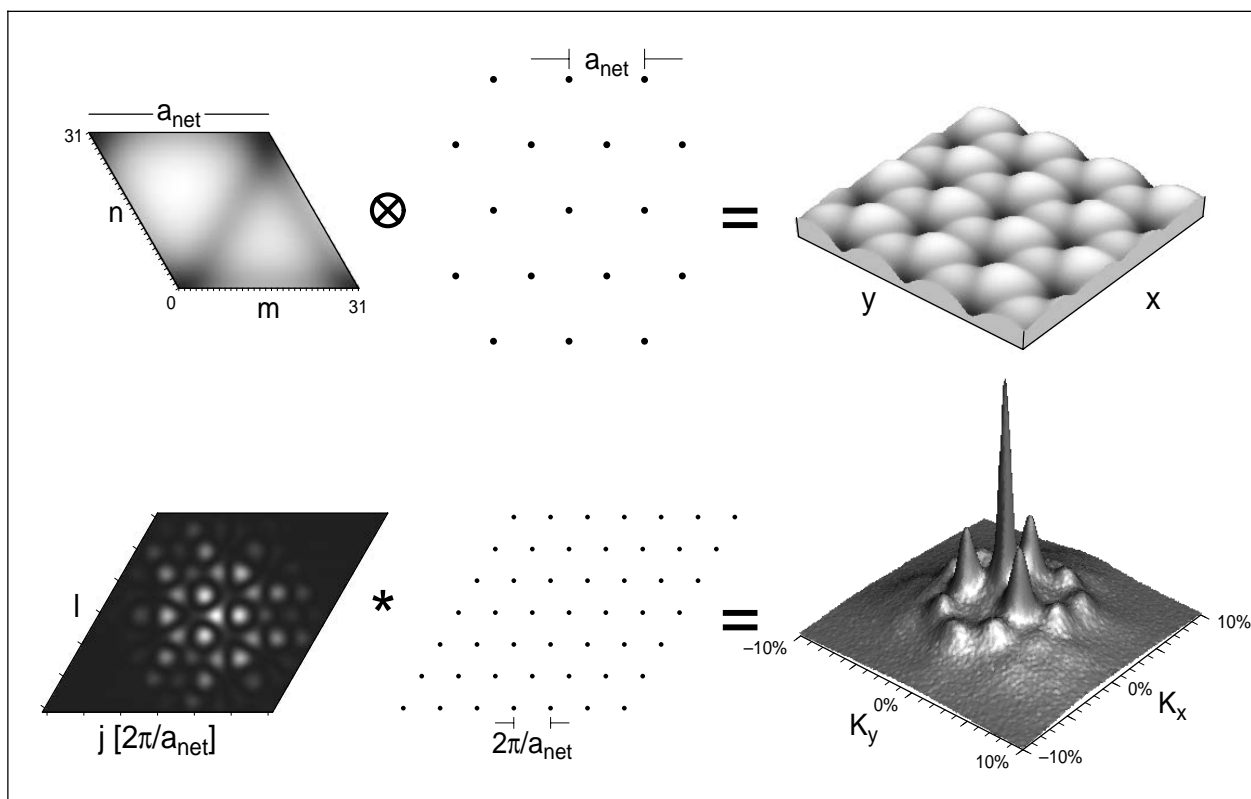 a_net
a_net
31
n
⊗
=
0
m
31
y
x
l
*
=
j [2π/a_net]
2π/a_net
–10%
0%
K_y
10%
10%
0%
K_x
–10%